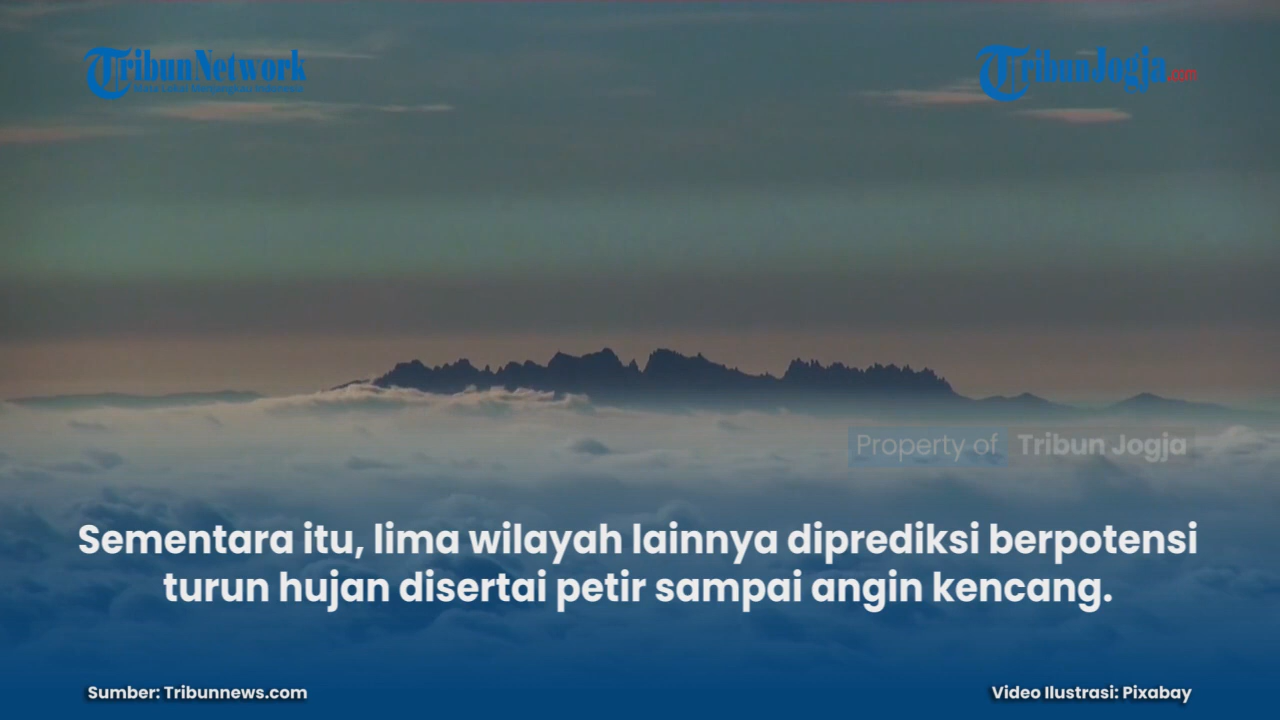 TribunNetwork
TribunJogja.com
Property of Tribun Jogja
Sementara itu, lima wilayah lainnya diprediksi berpotensi
turun hujan disertai petir sampai angin kencang.
Sumber: Tribunnews.com
Video Ilustrasi: Pixabay